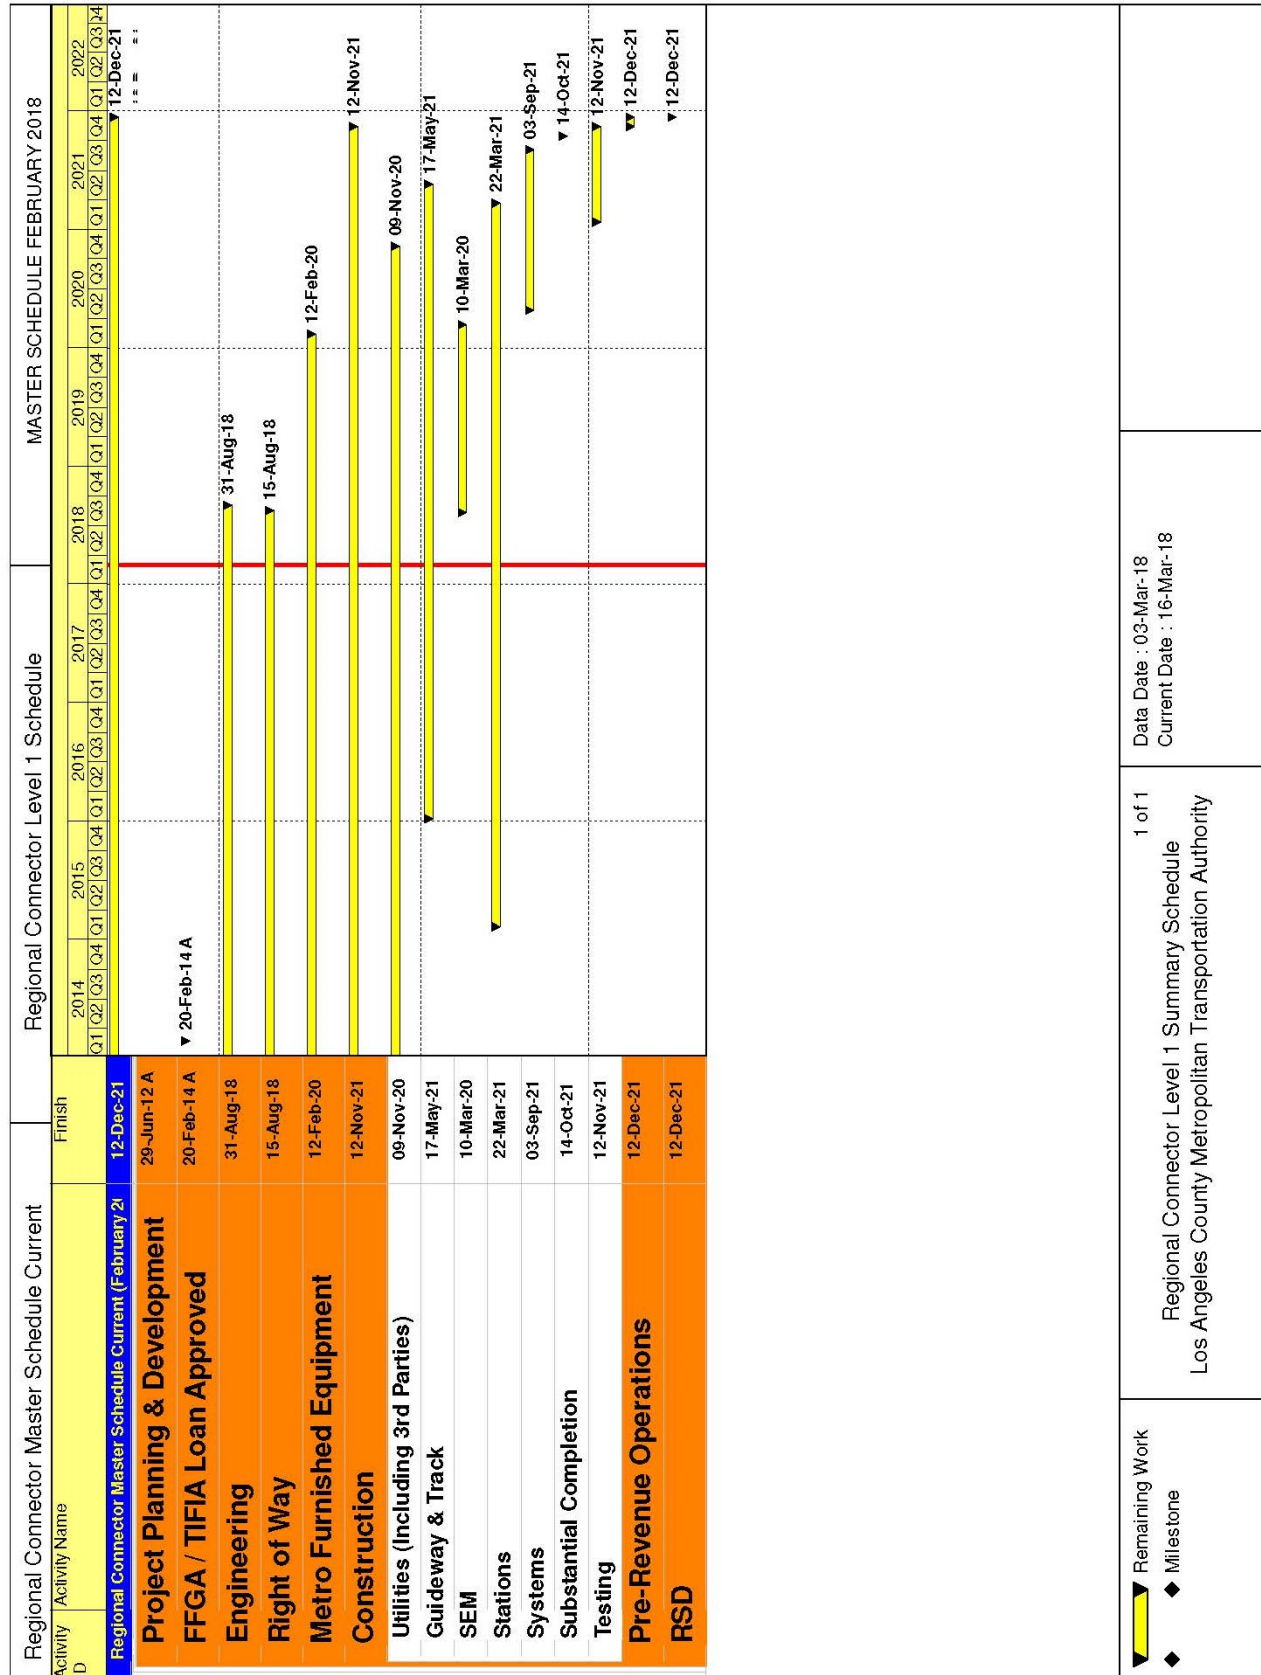 Regional Connector Master Schedule Current
Regional Connector Level 1 Schedule
MASTER SCHEDULE FEBRUARY 2018
Activity
D
Activity Name
Finish
2014
2015
2016
2017
2018
2019
2020
2021
2022
Q1 Q2 Q3 Q4 Q1 Q2 Q3 Q4 Q1 Q2 Q3 Q4 Q1 Q2 Q3 Q4 Q1 Q2 Q3 Q4 Q1 Q2 Q3 Q4 Q1 Q2 Q3 Q4 Q1 Q2 Q3 Q4 Q1 Q2 Q3 Q4
Regional Connector Master Schedule Current (February 2( 12-Dec-21 12-Dec-21
Project Planning & Development 29-Jun-12 A
FFGA / TIFIA Loan Approved 20-Feb-14 A 20-Feb-14 A
Engineering 31-Aug-18 31-Aug-18
Right of Way 15-Aug-18 15-Aug-18
Metro Furnished Equipment 12-Feb-20 12-Feb-20
Construction 12-Nov-21 12-Nov-21
Utilities (Including 3rd Parties) 09-Nov-20 09-Nov-20
Guideway & Track 17-May-21 17-May-21
SEM 10-Mar-20 10-Mar-20
Stations 22-Mar-21 22-Mar-21
Systems 03-Sep-21 03-Sep-21
Substantial Completion 14-Oct-21 14-Oct-21
Testing 12-Nov-21 12-Nov-21
Pre-Revenue Operations 12-Dec-21 12-Dec-21
RSD 12-Dec-21 12-Dec-21
Remaining Work
Milestone
1 of 1
Regional Connector Level 1 Summary Schedule
Los Angeles County Metropolitan Transportation Authority
Data Date : 03-Mar-18
Current Date : 16-Mar-18